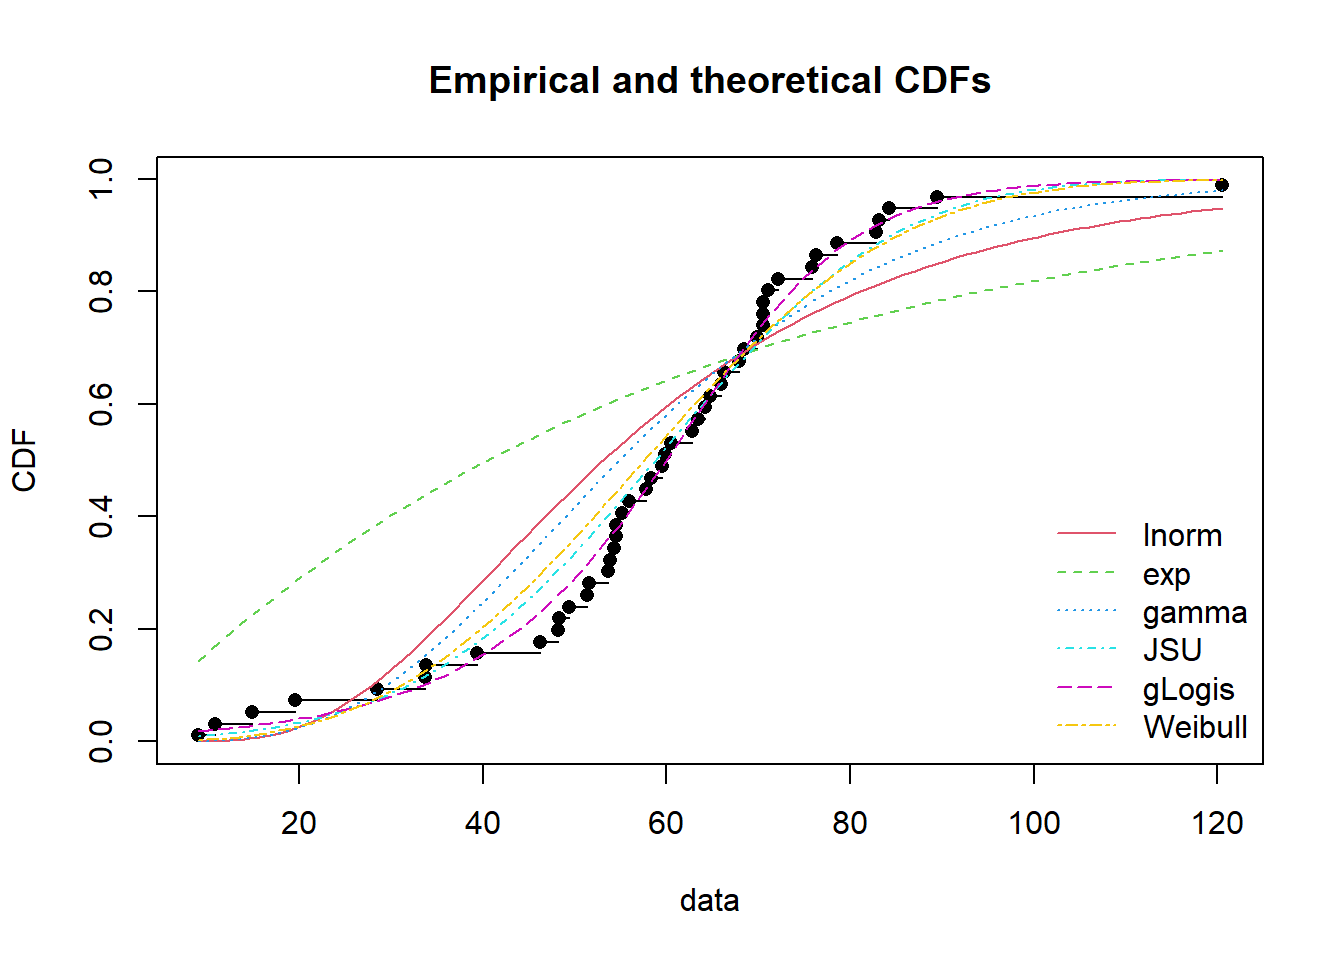 Empirical and theoretical CDFs
CDF
1.0
0.8
0.6
0.4
0.2
0.0
20 40 60 80 100 120
data
lnorm
exp
gamma
JSU
gLogis
Weibull